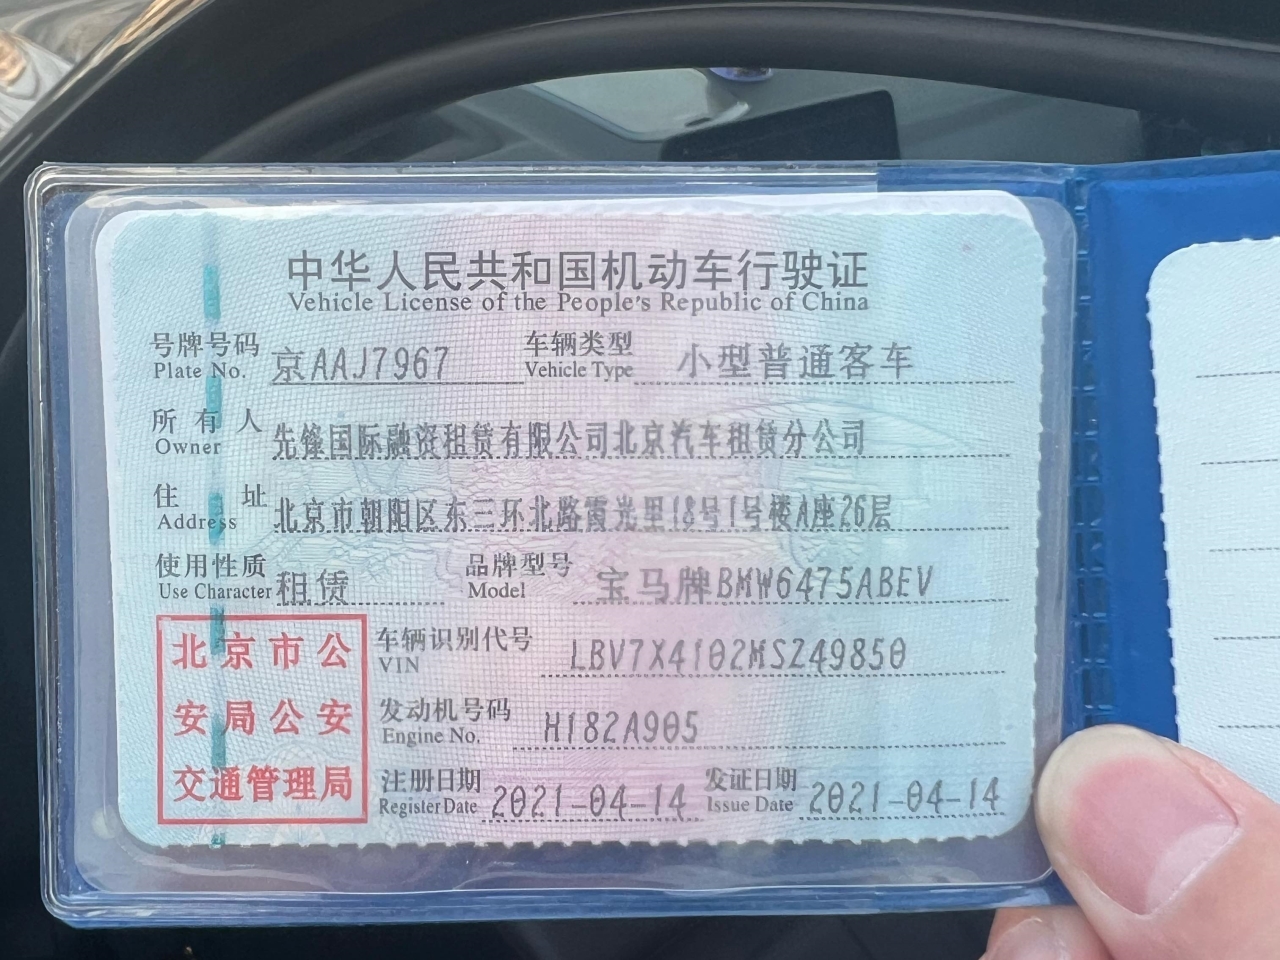 中华人民共和国机动车行驶证
Vehicle License of the People's Republic of China
号牌号码 京AAJ7967 车辆类型 小型普通客车
Plate No. Vehicle Type
所有人 先锋国际融资租赁有限公司北京汽车租赁分公司
Owner
住址 北京市朝阳区东三环北路霞光里18号1号楼A座26层
Address
使用性质 租赁 品牌型号 宝马牌BMW6475ABEV
Use Character Model
车辆识别代号 LBV7X4102MSZ49850
VIN
发动机号码 H182A905
Engine No.
注册日期 2021-04-14 发证日期 2021-04-14
Register Date Issue Date
北京市公
安局公安
交通管理局